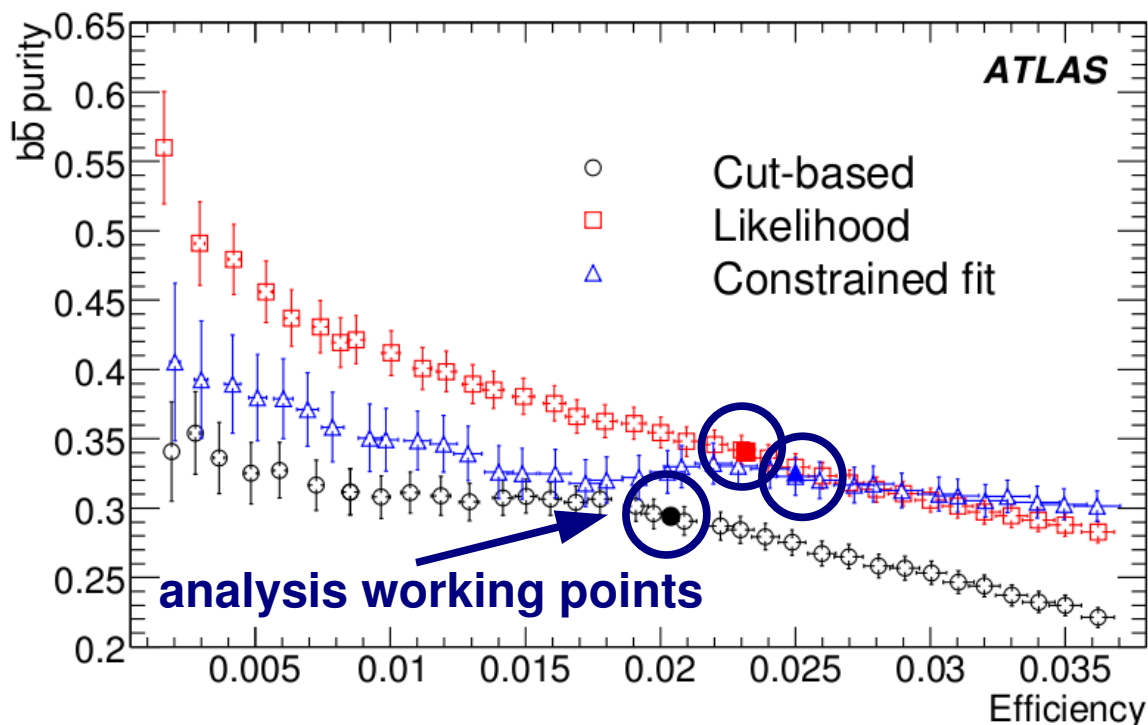 0.65
0.6
0.55
0.5
0.45
0.4
0.35
0.3
0.25
0.2
bb̅ purity
ATLAS
Cut-based
Likelihood
Constrained fit
analysis working points
0.005 0.01 0.015 0.02 0.025 0.03 0.035
Efficiency